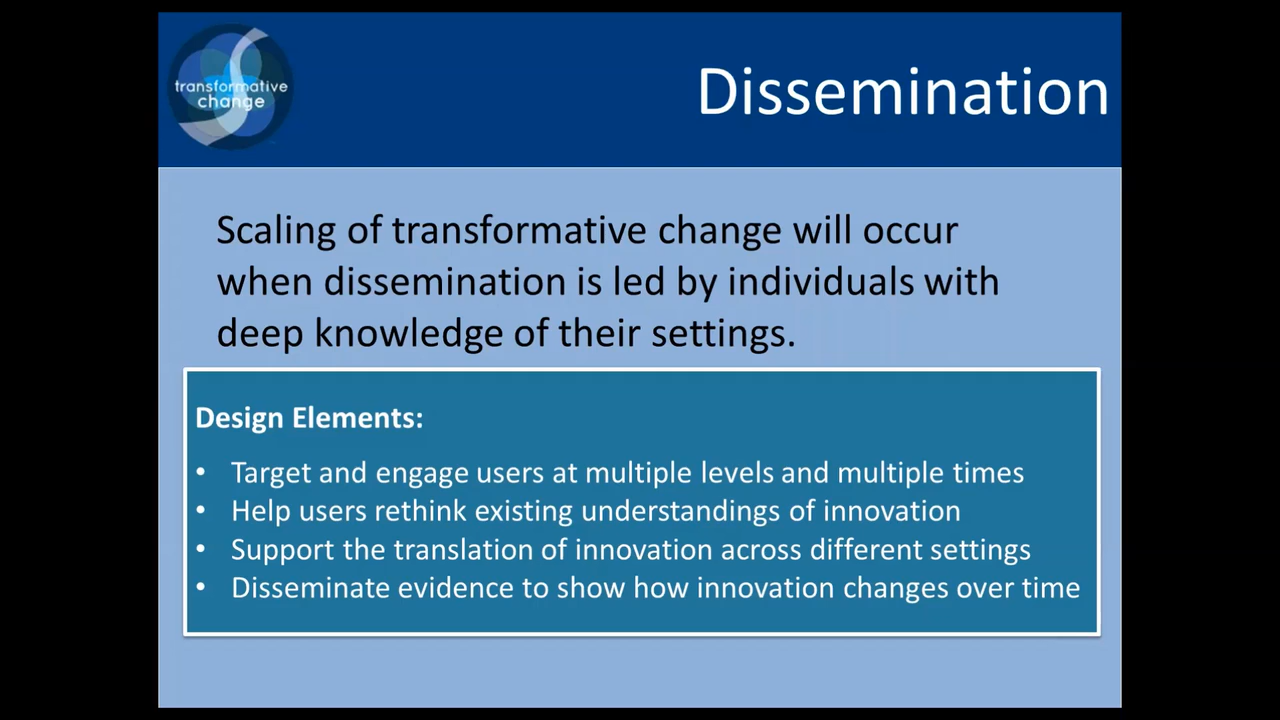 transformative
change
Dissemination
Scaling of transformative change will occur
when dissemination is led by individuals with
deep knowledge of their settings.
Design Elements:
• Target and engage users at multiple levels and multiple times
• Help users rethink existing understandings of innovation
• Support the translation of innovation across different settings
• Disseminate evidence to show how innovation changes over time